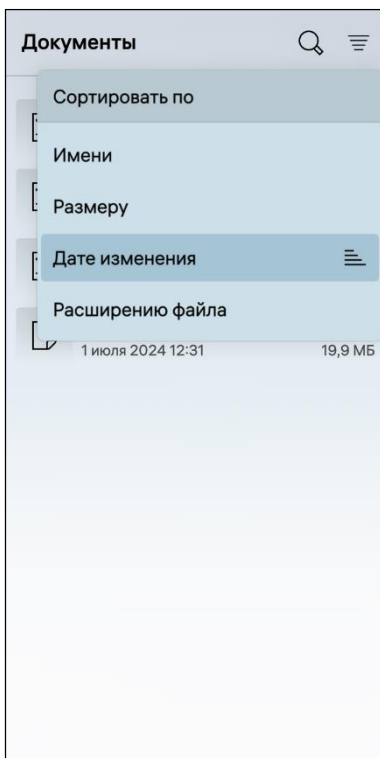 Документы
Сортировать по
Имени
Размеру
Дате изменения
Расширению файла
1 июля 2024 12:31 19,9 МБ